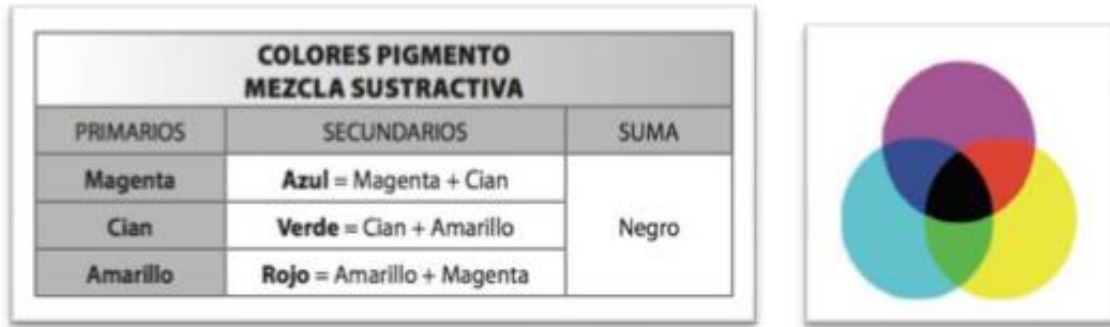 COLORES PIGMENTO
MEZCLA SUSTRACTIVA
PRIMARIOS SECUNDARIOS SUMA
Magenta Azul = Magenta + Cian
Cian Verde = Cian + Amarillo Negro
Amarillo Rojo = Amarillo + Magenta